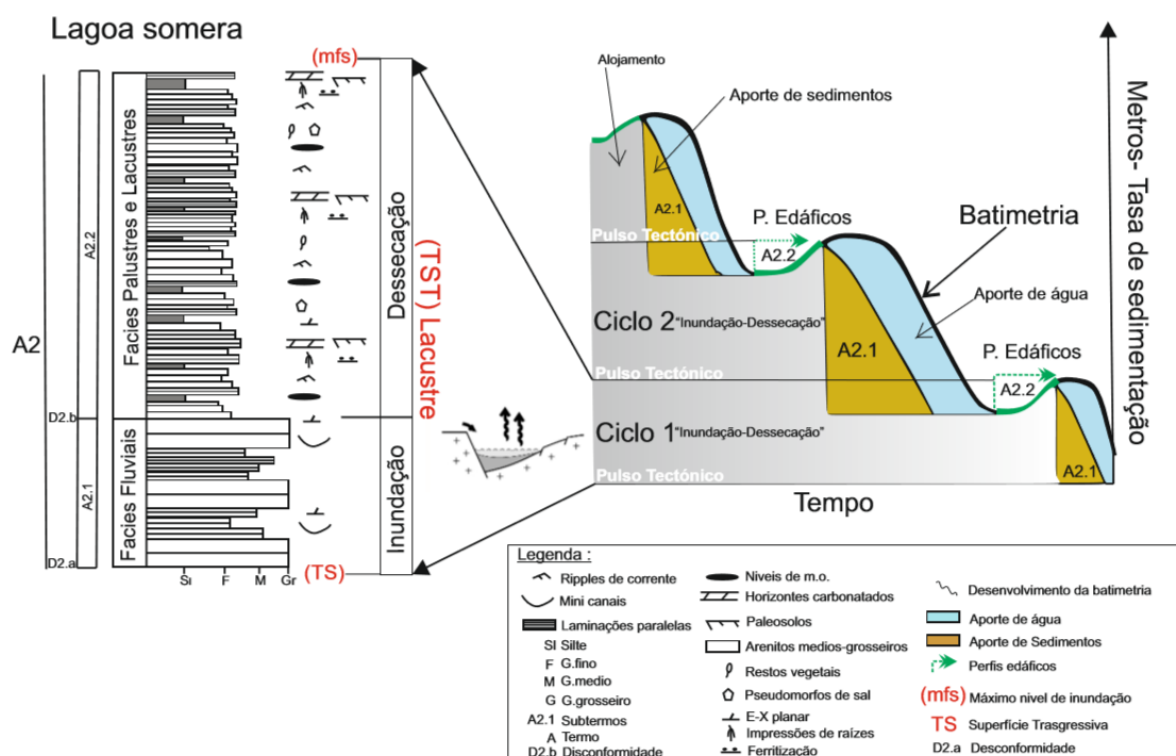 Lagoa somera
(mfs)
A2
A2.2
A2.1
D2.b
D2.a
Facies Palustres e Lacustres
Facies Fluviais
Dessecação
Inundação
(TST) Lacustre
(TS)
Si
F
M
Gr
Alojamento
Aporte de sedimentos
A2.1
Pulso Tectónico
P. Edáficos
A2.2
Batimetria
Aporte de água
Ciclo 2 "Inundação-Dessecação"
A2.1
P. Edáficos
A2.2
Pulso Tectónico
Ciclo 1 "Inundação-Dessecação"
A2.1
Pulso Tectónico
Tempo
Metros- Tasa de sedimentação
Legenda :
Ripples de corrente
Mini canais
Laminações paralelas
SI Silte
F G.fino
M G.medio
G G.grosseiro
A2.1 Subtermos
A Termo
D2.b Disconformidade
Niveis de m.o.
Horizontes carbonatados
Paleosolos
Arenitos medios-grosseiros
Restos vegetais
Pseudomorfos de sal
E-X planar
Impressões de raízes
Ferritização
Desenvolvimento da batimetria
Aporte de água
Aporte de Sedimentos
Perfis edáficos
(mfs) Máximo nivel de inundação
TS Superfície Trasgressiva
D2.a Desconformidade